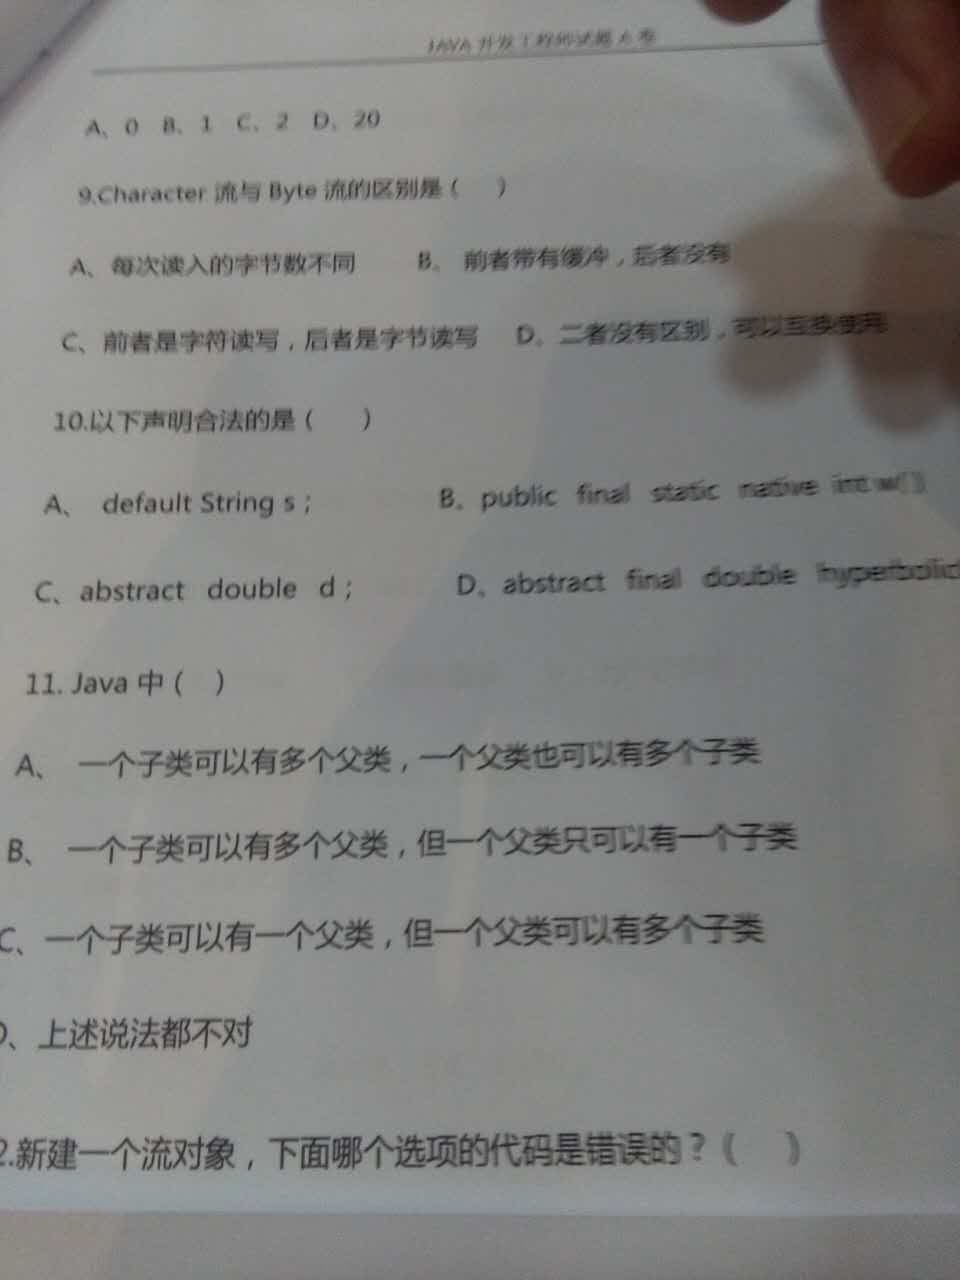 JAVA 开发工程师试题 A 卷
A、0 B、1 C、2 D、20
9.Character 流与 Byte 流的区别是（ ）
A、每次读入的字节数不同 B、前者带有缓冲，后者没有
C、前者是字符读写，后者是字节读写 D、二者没有区别，可以互换使用
10.以下声明合法的是（ ）
A、 default String s；
B、public final static native int w( )
C、abstract double d；
D、abstract final double hyperbolic
11. Java 中（ ）
A、 一个子类可以有多个父类，一个父类也可以有多个子类
B、 一个子类可以有多个父类，但一个父类只可以有一个子类
C、一个子类可以有一个父类，但一个父类可以有多个子类
D、上述说法都不对
2.新建一个流对象，下面哪个选项的代码是错误的？（ ）